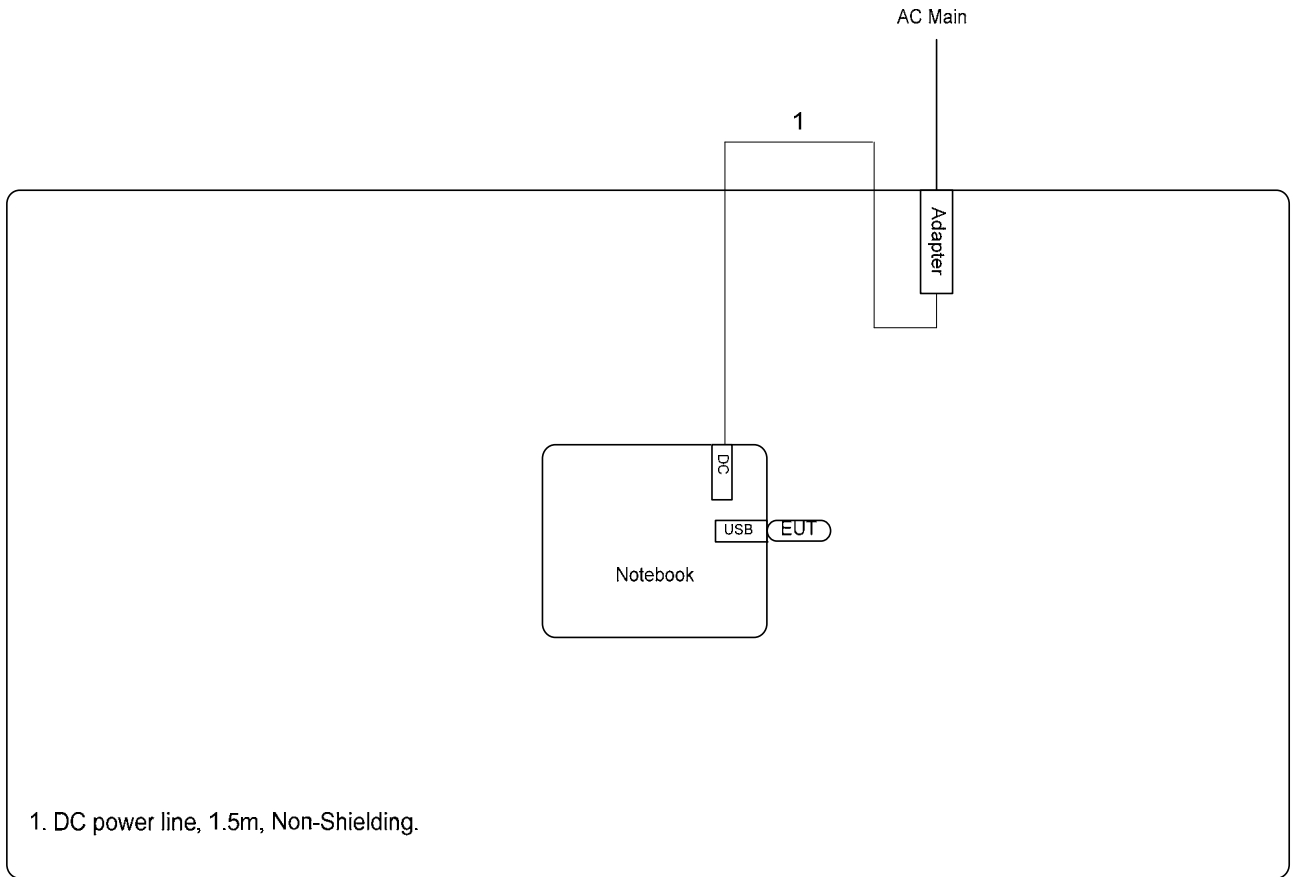 AC Main
1
Adapter
DC
USB
EUT
Notebook
1. DC power line, 1.5m, Non-Shielding.